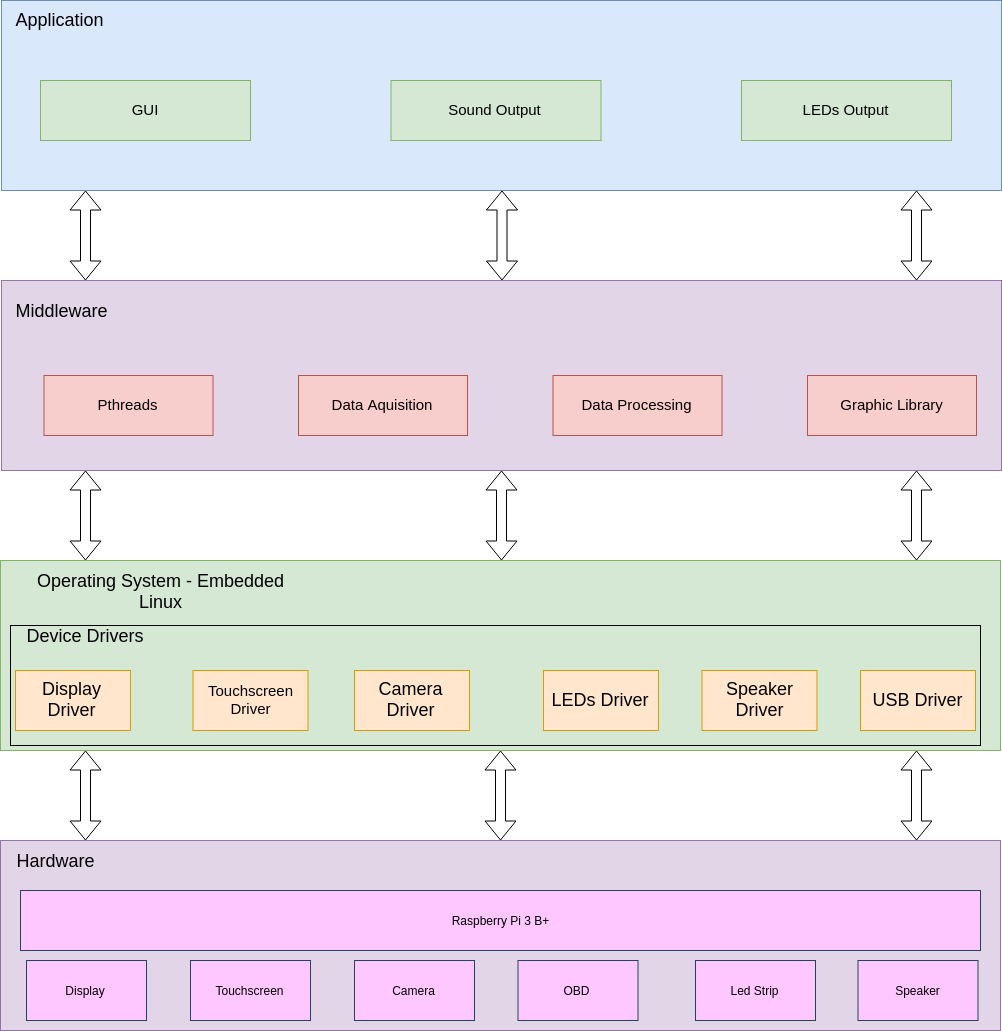 Application
GUI
Sound Output
LEDs Output
Middleware
Pthreads
Data Aquisition
Data Processing
Graphic Library
Operating System - Embedded
Linux
Device Drivers
Display
Driver
Touchscreen
Driver
Camera
Driver
LEDs Driver
Speaker
Driver
USB Driver
Hardware
Raspberry Pi 3 B+
Display
Touchscreen
Camera
OBD
Led Strip
Speaker